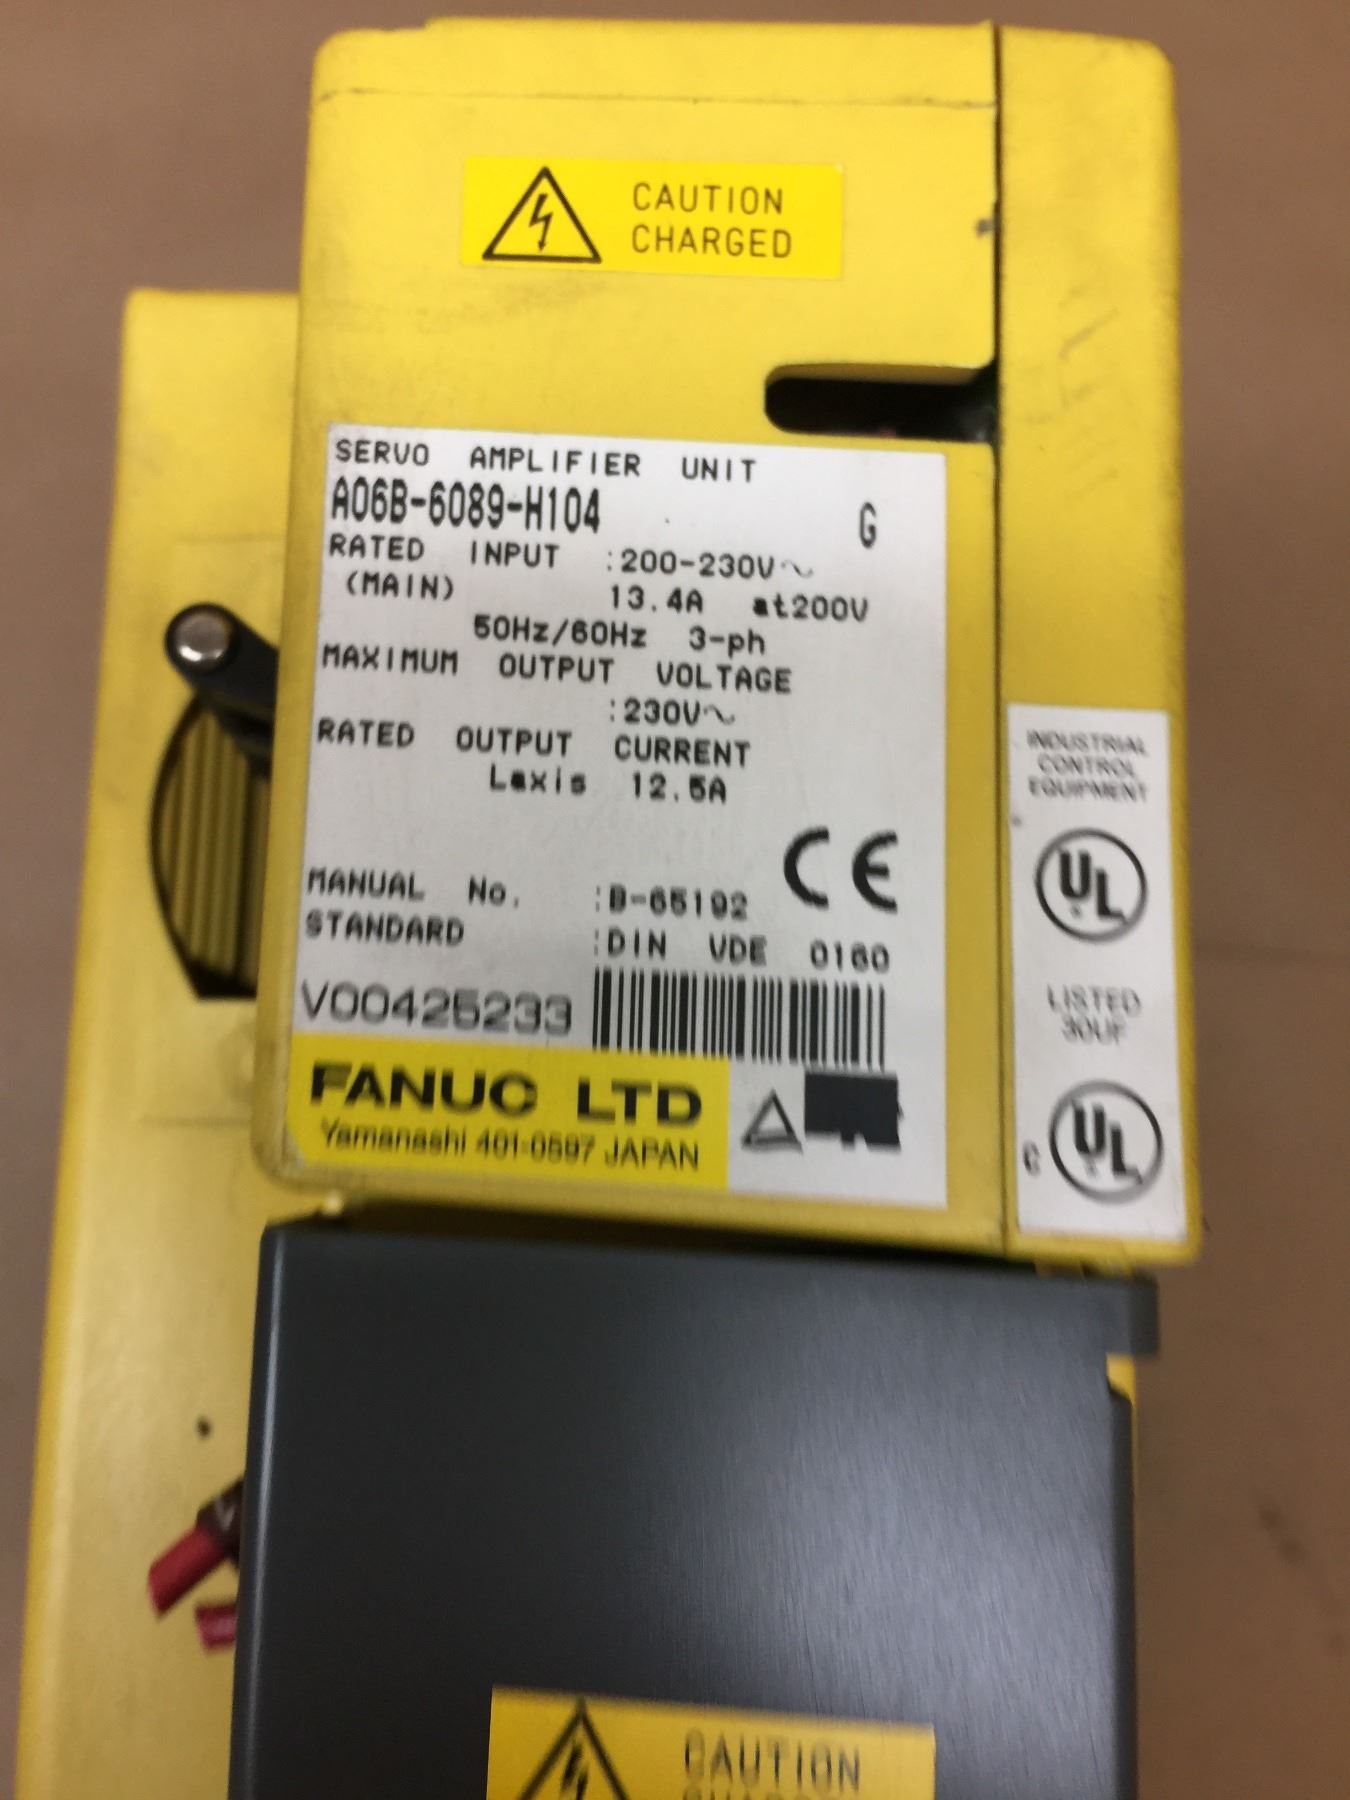 CAUTION
CHARGED
SERVO AMPLIFIER UNIT
A06B-6089-H104 G
RATED INPUT :200-230V~
(MAIN) 13.4A at200V
50Hz/60Hz 3-ph
MAXIMUM OUTPUT VOLTAGE
:230V~
RATED OUTPUT CURRENT
Laxis 12.5A
MANUAL No. :B-65192
STANDARD :DIN VDE 0160
CE
V00425233
FANUC LTD
Yamanashi 401-0597 JAPAN
INDUSTRIAL
CONTROL
EQUIPMENT
UL
LISTED
30UF
c UL
CAUTION